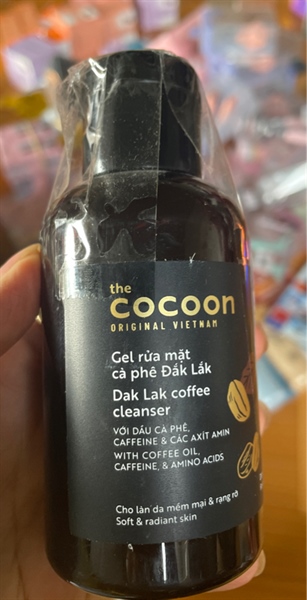 the
cocoon
ORIGINAL VIETNAM
Gel rửa mặt
cà phê Đắk Lắk
Dak Lak coffee
cleanser
VỚI DẦU CÀ PHÊ,
CAFFEINE & CÁC AXÍT AMIN
WITH COFFEE OIL,
CAFFEINE, & AMINO ACIDS
Cho làn da mềm mại & rạng rỡ
Soft & radiant skin